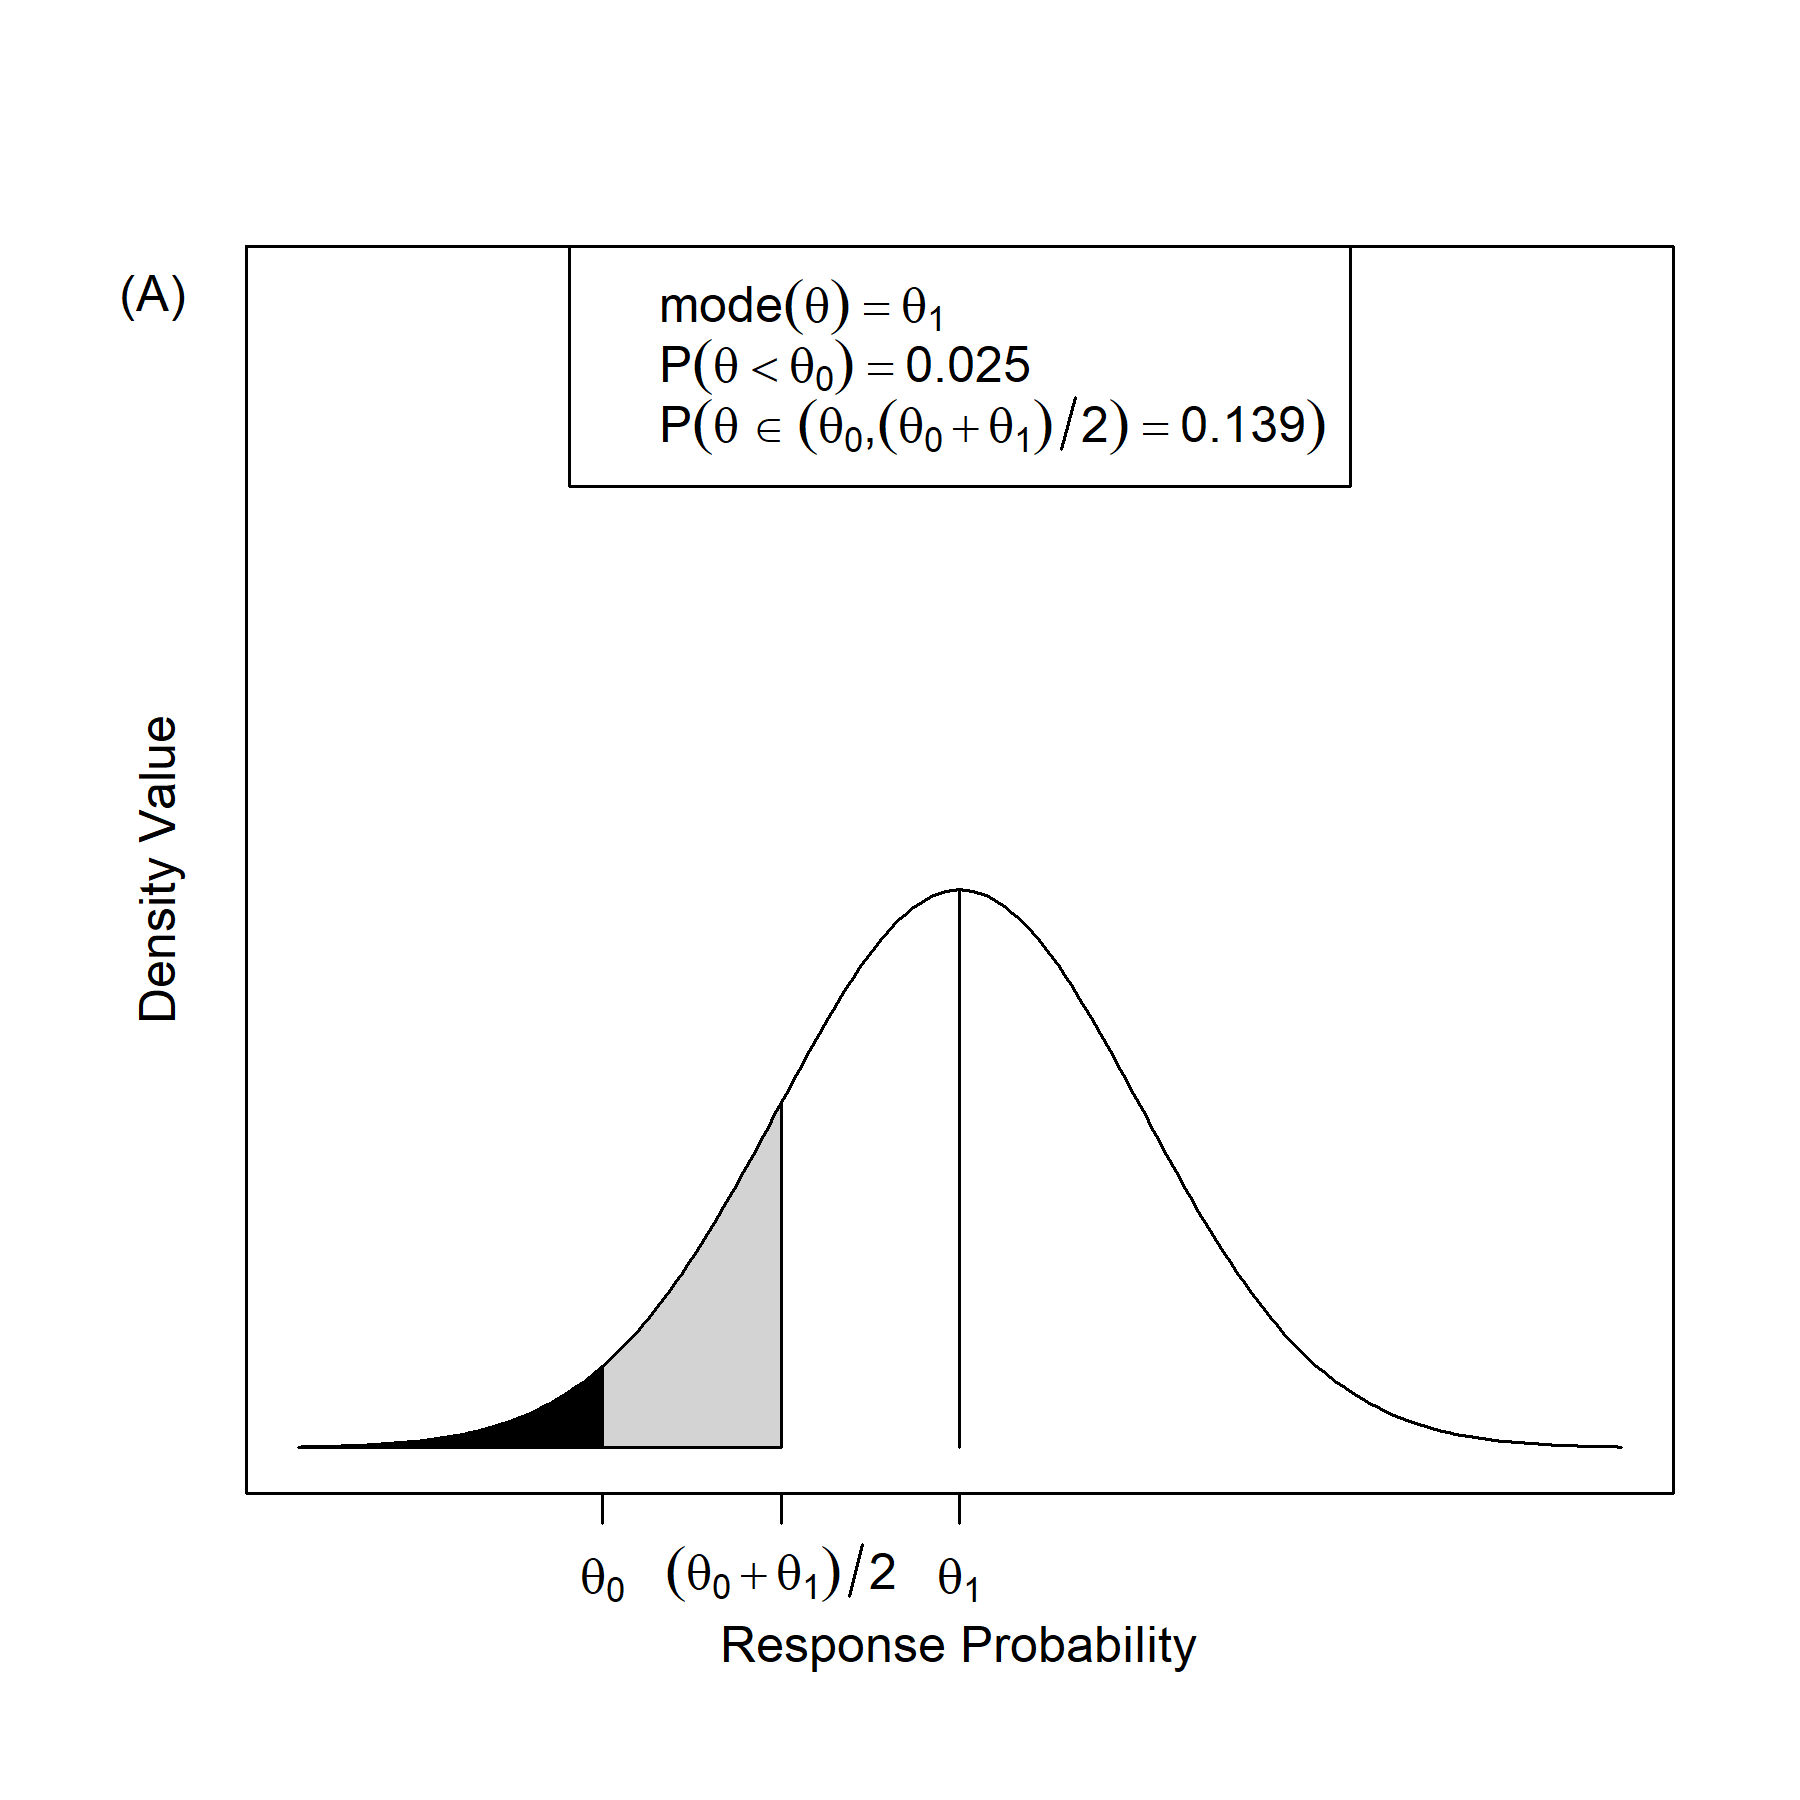 (A)
mode(θ) = θ₁
P(θ < θ₀) = 0.025
P(θ ∈ (θ₀,(θ₀ + θ₁)/2) = 0.139)
Density Value
θ₀ (θ₀ + θ₁)/2 θ₁
Response Probability